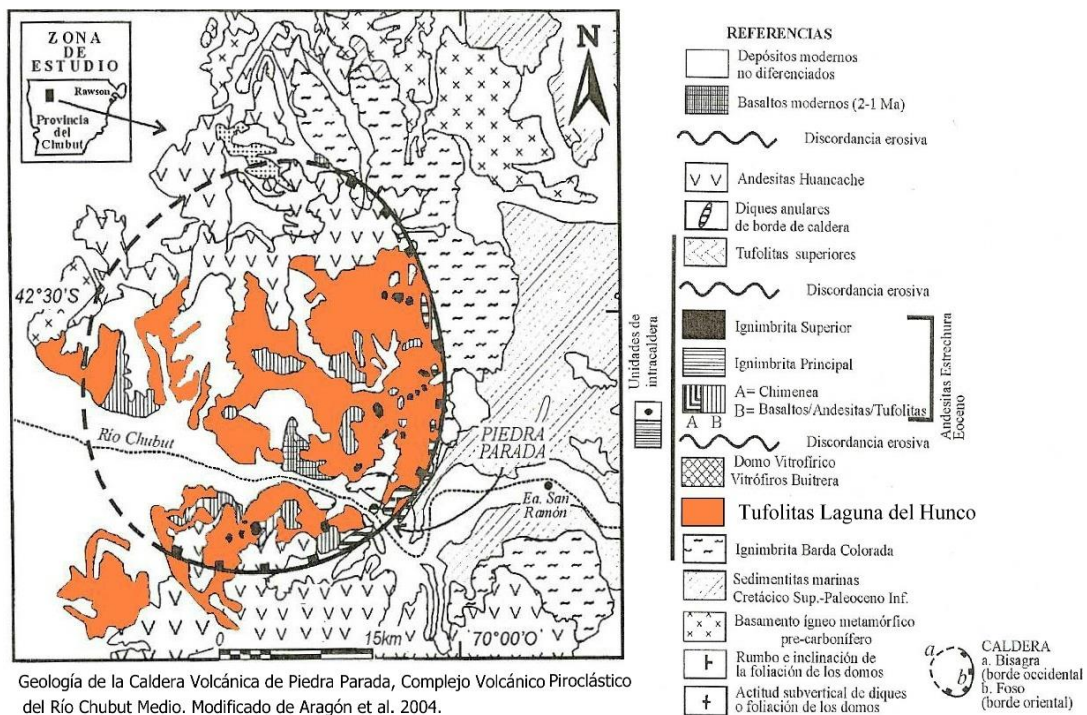 ZONA
DE
ESTUDIO
Rawson
Provincia
del
Chubut
N
42°30'S
Río Chubut
PIEDRA
PARADA
Ea. San
Ramón
0
15km
70°00'O
Geología de la Caldera Volcánica de Piedra Parada, Complejo Volcánico Piroclástico
del Río Chubut Medio. Modificado de Aragón et al. 2004.
REFERENCIAS
Depósitos modernos
no diferenciados
Basaltos modernos (2-1 Ma)
Discordancia erosiva
Andesitas Huancache
Diques anulares
de borde de caldera
Tufolitas superiores
Discordancia erosiva
Ignimbrita Superior
Ignimbrita Principal
A= Chimenea
B= Basaltos/Andesitas/Tufolitas
A B
Discordancia erosiva
Domo Vitrofírico
Vitrófiros Buitrera
Tufolitas Laguna del Hunco
Ignimbrita Barda Colorada
Sedimentitas marinas
Cretácico Sup.-Paleoceno Inf.
Basamento ígneo metamórfico
pre-carbonífero
Rumbo e inclinación de
la foliación de los domos
Actitud subvertical de diques
o foliación de los domos
Unidades de
intracaldera
Andesitas Estrechura
Eoceno
a
b
CALDERA
a. Bisagra
(borde occidental
b. Foso
(borde oriental)